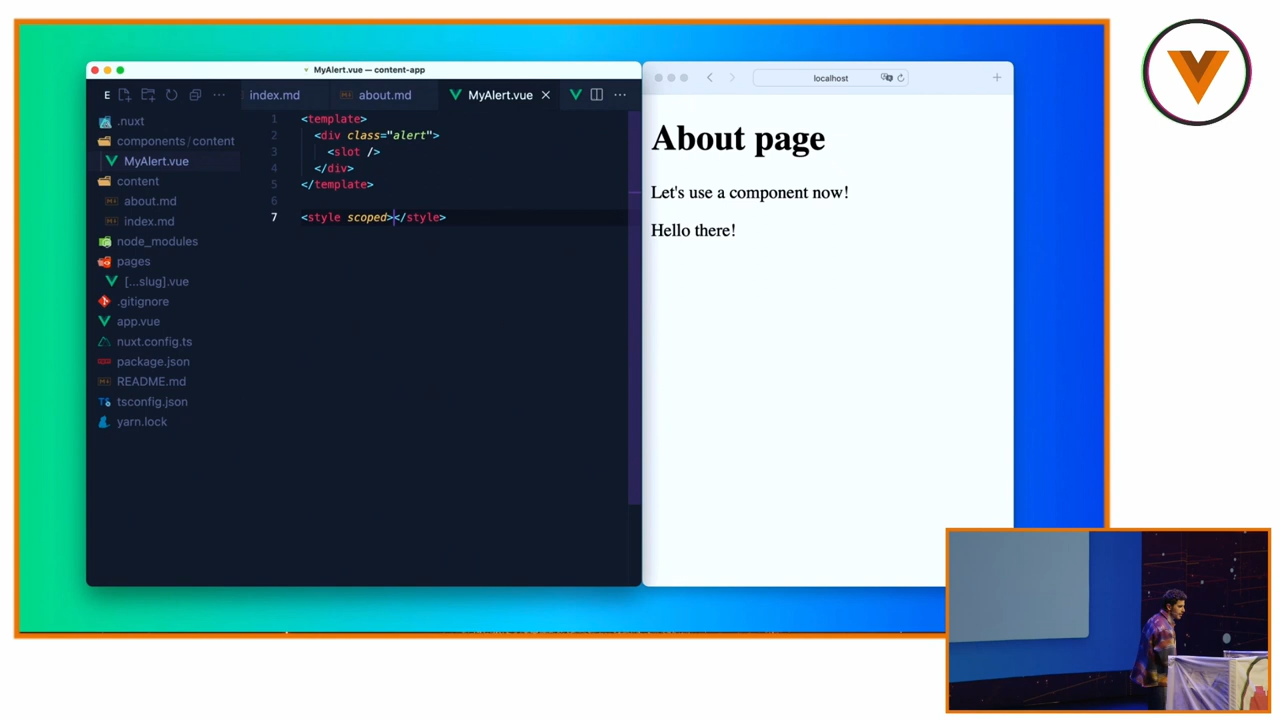 MyAlert.vue — content-app
E
index.md
about.md
MyAlert.vue
.nuxt
components/content
MyAlert.vue
content
about.md
index.md
node_modules
pages
[...slug].vue
.gitignore
app.vue
nuxt.config.ts
package.json
README.md
tsconfig.json
yarn.lock
1 <template>
2 <div class="alert">
3 <slot />
4 </div>
5 </template>
6
7 <style scoped></style>
localhost
About page
Let's use a component now!
Hello there!